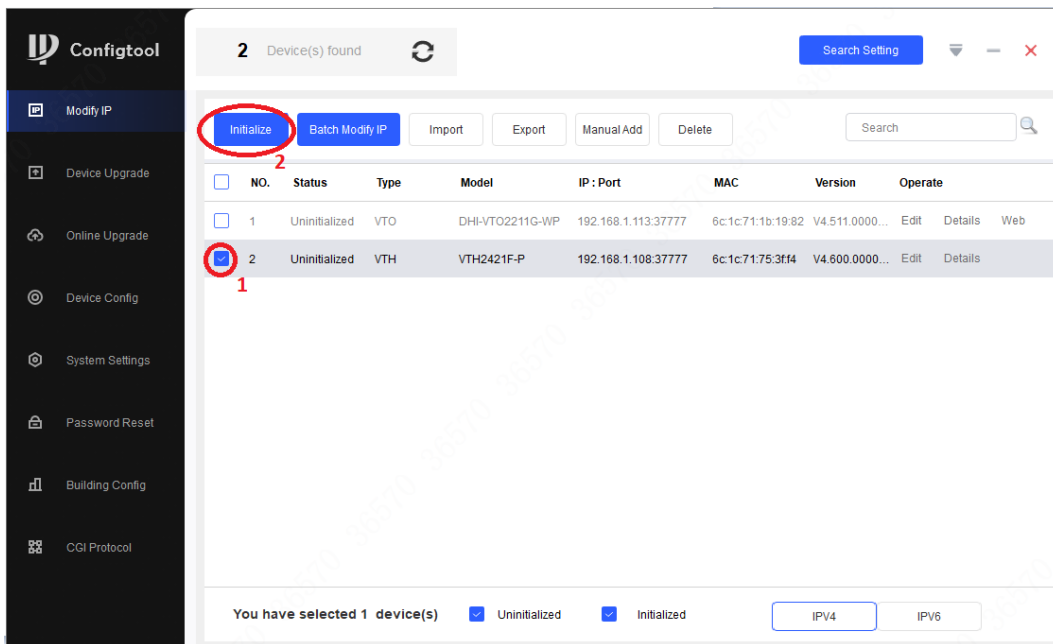 Configtool
2 Device(s) found
Search Setting
Modify IP
Device Upgrade
Online Upgrade
Device Config
System Settings
Password Reset
Building Config
CGI Protocol
Initialize Batch Modify IP Import Export Manual Add Delete Search
2
NO. Status Type Model IP : Port MAC Version Operate
1 Uninitialized VTO DHI-VTO2211G-WP 192.168.1.113:37777 6c:1c:71:1b:19:82 V4.511.0000... Edit Details Web
2 Uninitialized VTH VTH2421F-P 192.168.1.108:37777 6c:1c:71:75:3f:f4 V4.600.0000... Edit Details
1
36570 36570 36570 36570
You have selected 1 device(s) Uninitialized Initialized IPV4 IPV6